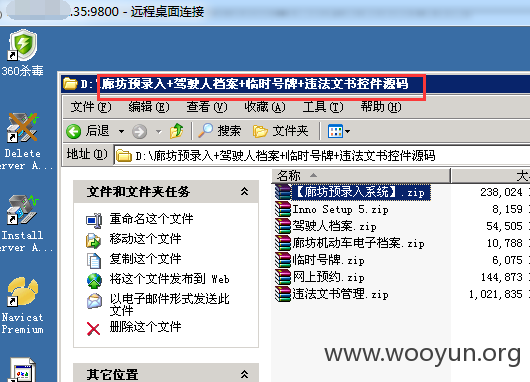 .35:9800 - 远程桌面连接
360杀毒
D:\廊坊预录入+驾驶人档案+临时号牌+违法文书控件源码
文件(F) 编辑(E) 查看(V) 收藏(A) 工具(T) 帮助(H)
后退 搜索 文件夹
地址(D) D:\廊坊预录入+驾驶人档案+临时号牌+违法文书控件源码
Delete
erver A...
Install
erver A...
Navicat
Premium
文件和文件夹任务
重命名这个文件
移动这个文件
复制这个文件
将这个文件发布到 Web
以电子邮件形式发送此
文件
删除这个文件
其它位置
名称 大
【廊坊预录入系统】.zip 238,024
Inno Setup 5.zip 8,159
驾驶人档案.zip 54,505
廊坊机动车电子档案.zip 10,788
临时号牌.zip 6,075
网上预约.zip 144,873
违法文书管理.zip 1,021,835
www.wooyun.org